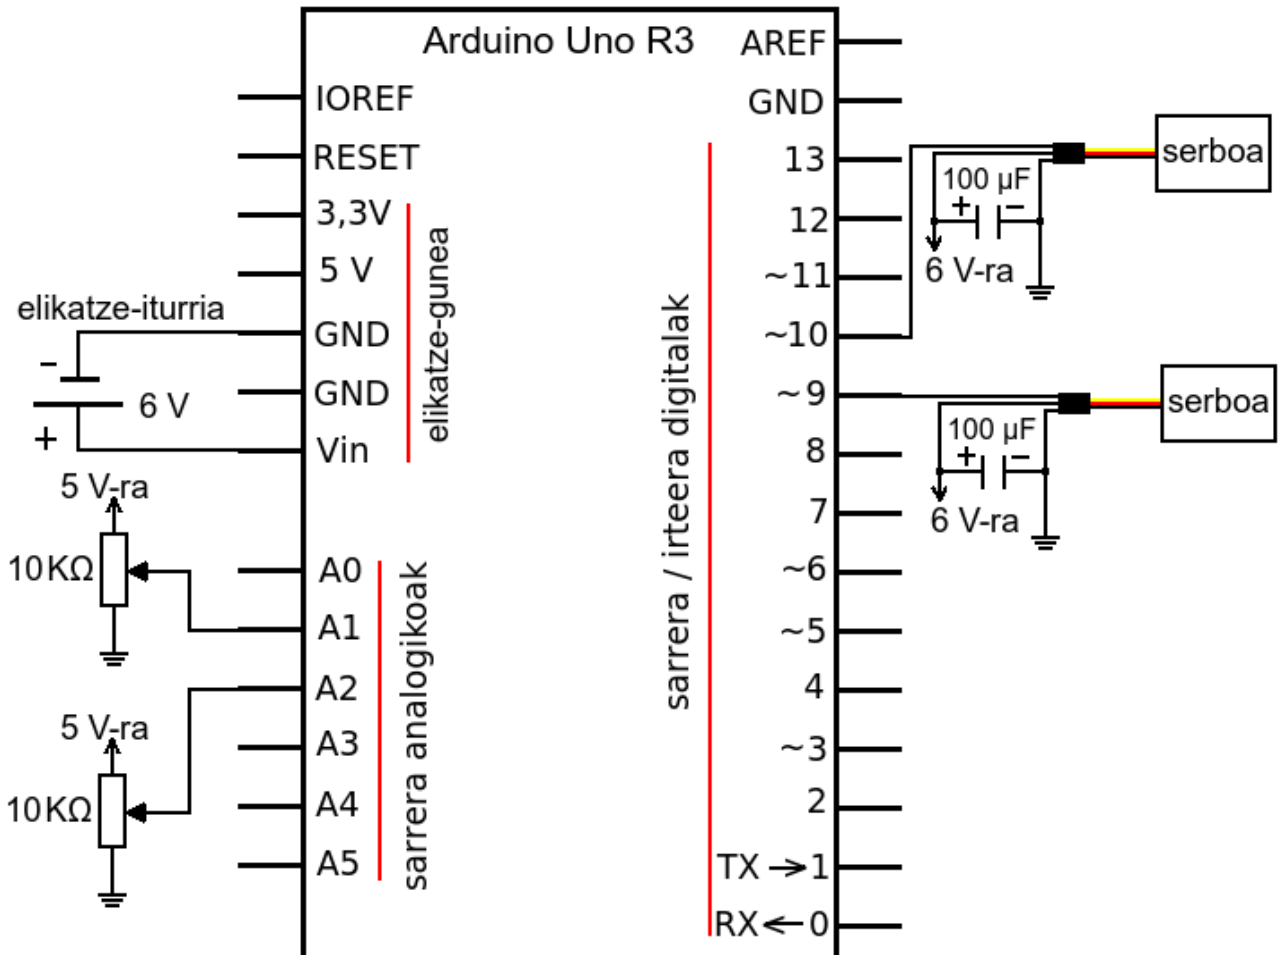 Arduino Uno R3
IOREF
RESET
3,3V
5 V
GND
GND
Vin
elikatze-gunea
elikatze-iturria
−
6 V
+
5 V-ra
10KΩ
5 V-ra
10KΩ
A0
A1
A2
A3
A4
A5
sarrera analogikoak
AREF
GND
13
12
~11
~10
~9
8
7
~6
~5
4
~3
2
TX → 1
RX ← 0
sarrera / irteera digitalak
serboa
100 µF
+ −
6 V-ra
serboa
100 µF
+ −
6 V-ra